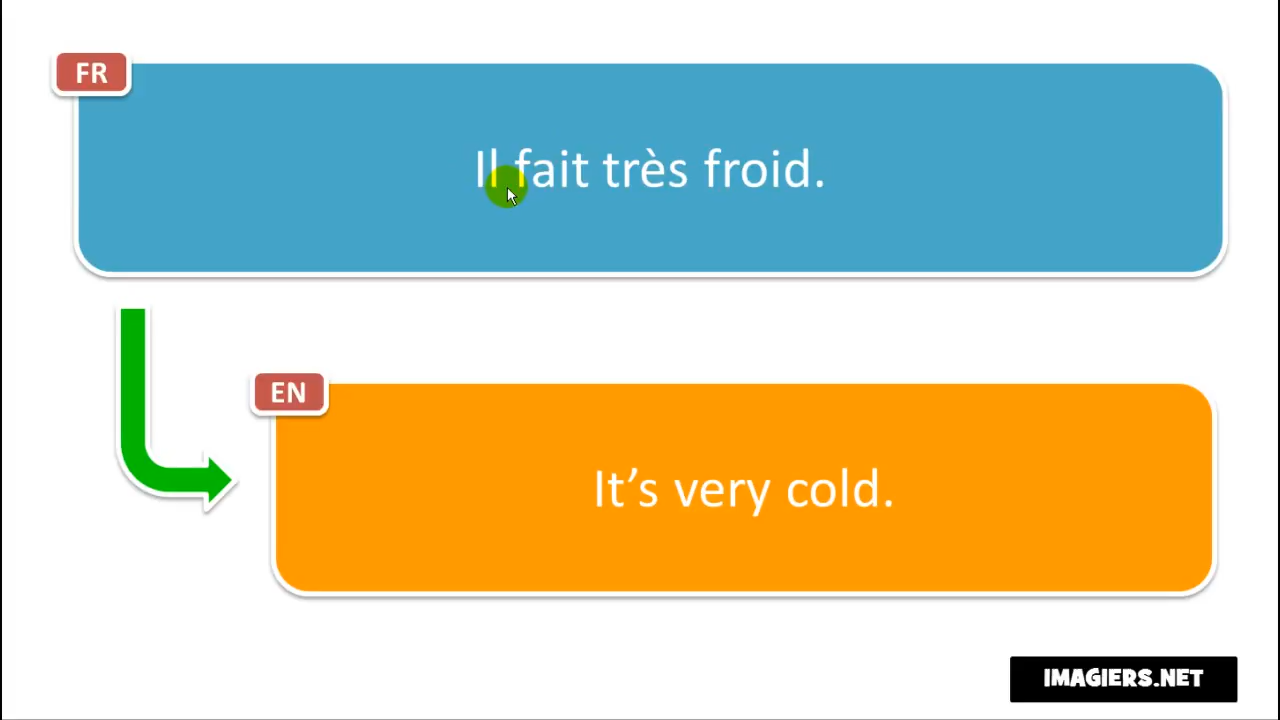 FR
Il fait très froid.
EN
It’s very cold.
IMAGIERS.NET